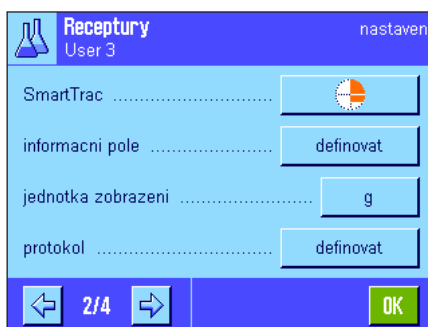 Receptury nastaven
User 3
SmartTrac ................................
informacni pole ........................
definovat
jednotka zobrazeni ........................
g
protokol ....................................
definovat
2/4
OK